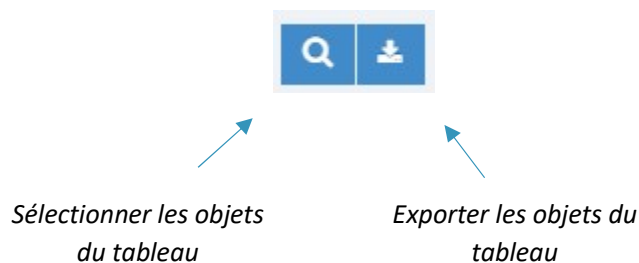 Sélectionner les objets
du tableau
Exporter les objets du
tableau